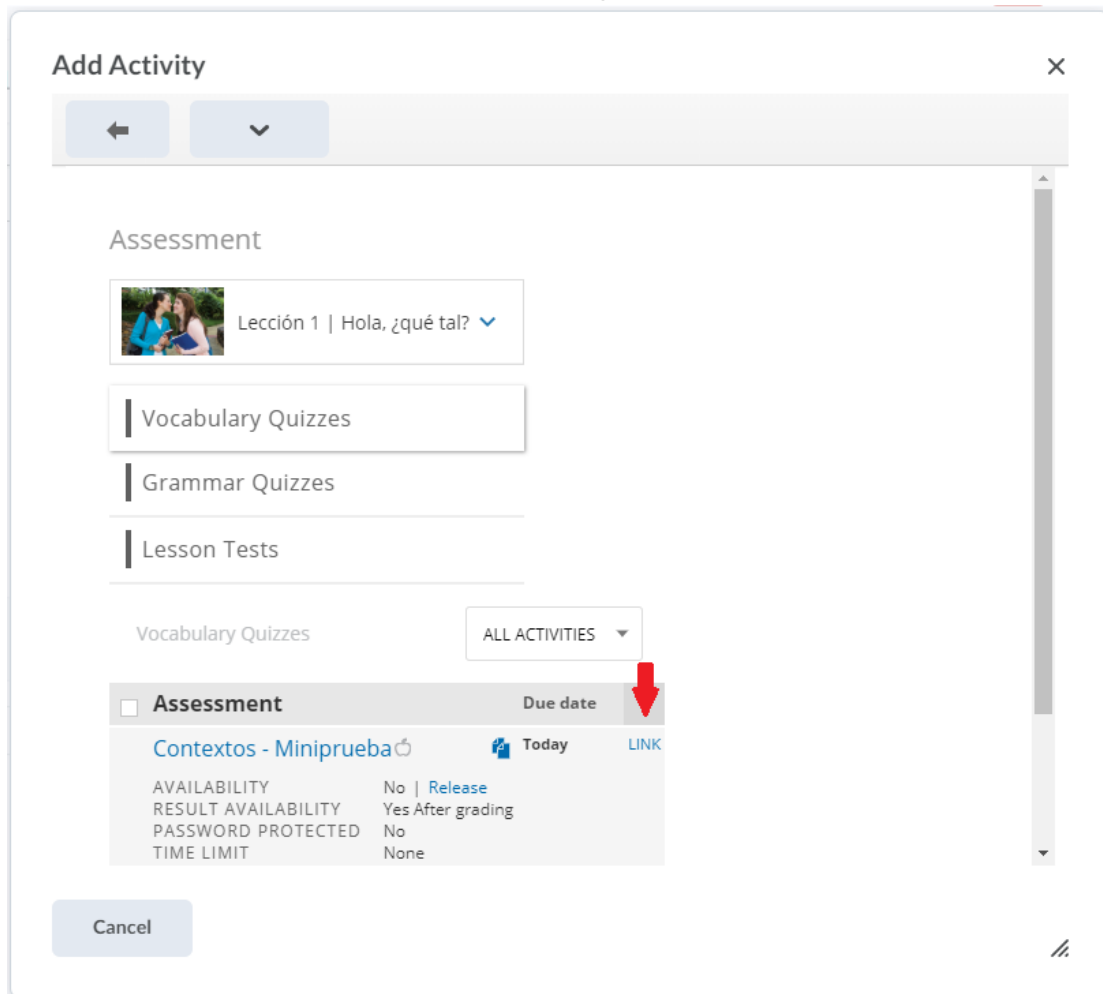 Add Activity
Assessment
Lección 1 | Hola, ¿qué tal?
Vocabulary Quizzes
Grammar Quizzes
Lesson Tests
Vocabulary Quizzes ALL ACTIVITIES
Assessment Due date
Contextos - Miniprueba Today LINK
AVAILABILITY No | Release
RESULT AVAILABILITY Yes After grading
PASSWORD PROTECTED No
TIME LIMIT None
Cancel